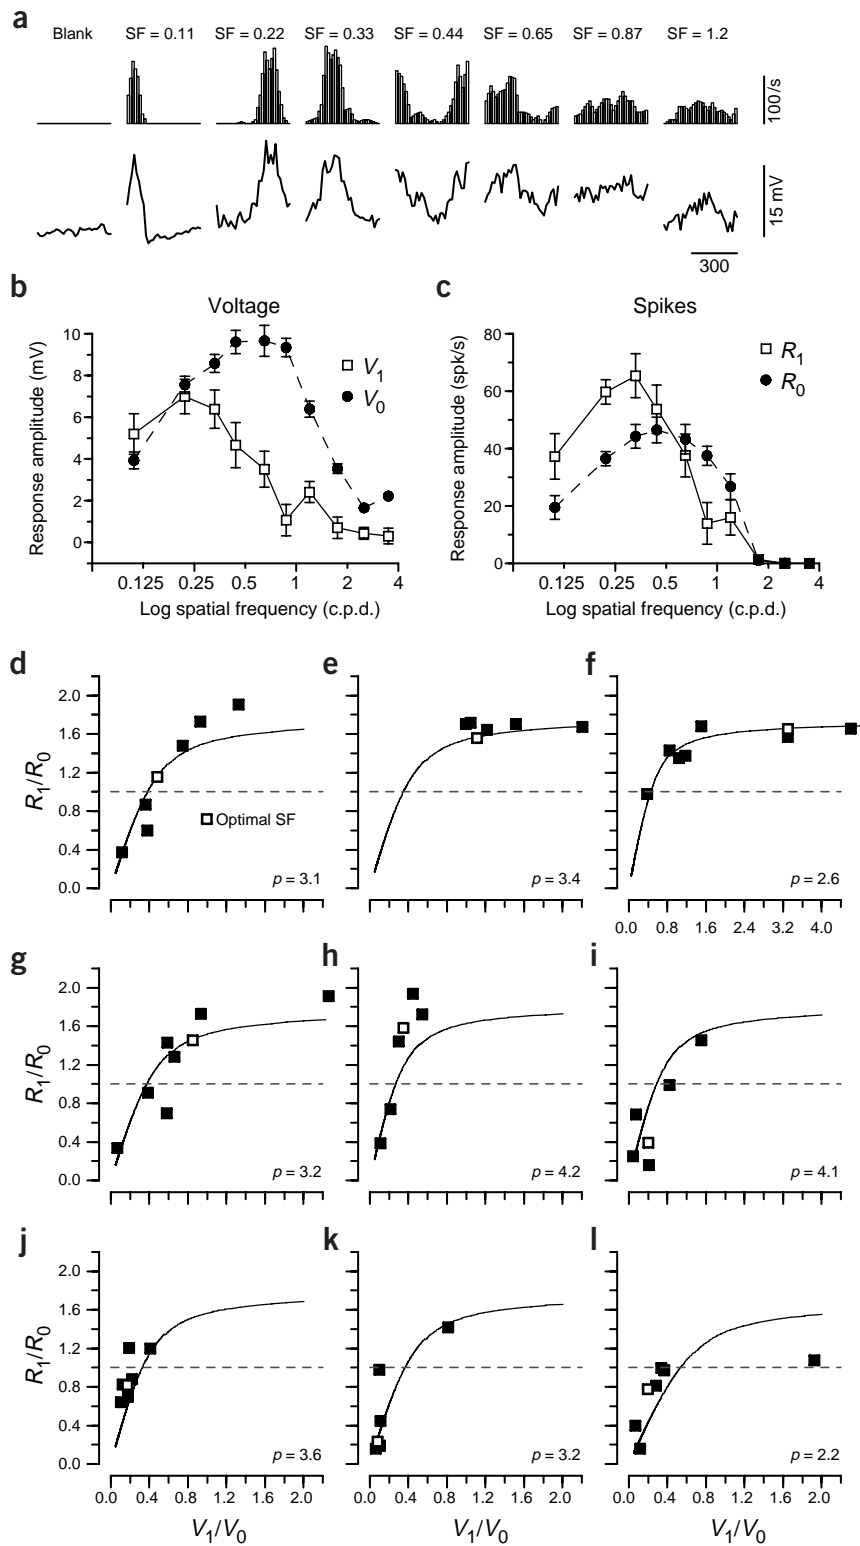 a
Blank SF = 0.11 SF = 0.22 SF = 0.33 SF = 0.44 SF = 0.65 SF = 0.87 SF = 1.2
100/s
15 mV
300
b
Voltage
Response amplitude (mV)
10
8
6
4
2
0
V1
V0
0.125 0.25 0.5 1 2 4
Log spatial frequency (c.p.d.)
c
Spikes
Response amplitude (spk/s)
80
60
40
20
0
R1
R0
0.125 0.25 0.5 1 2 4
Log spatial frequency (c.p.d.)
d
R1/R0
2.0
1.6
1.2
0.8
0.4
0.0
Optimal SF
p = 3.1
e
p = 3.4
f
p = 2.6
0.0 0.8 1.6 2.4 3.2 4.0
g
R1/R0
2.0
1.6
1.2
0.8
0.4
0.0
p = 3.2
h
p = 4.2
i
p = 4.1
j
R1/R0
2.0
1.6
1.2
0.8
0.4
0.0
p = 3.6
0.0 0.4 0.8 1.2 1.6 2.0
V1/V0
k
p = 3.2
0.0 0.4 0.8 1.2 1.6 2.0
V1/V0
l
p = 2.2
0.0 0.4 0.8 1.2 1.6 2.0
V1/V0